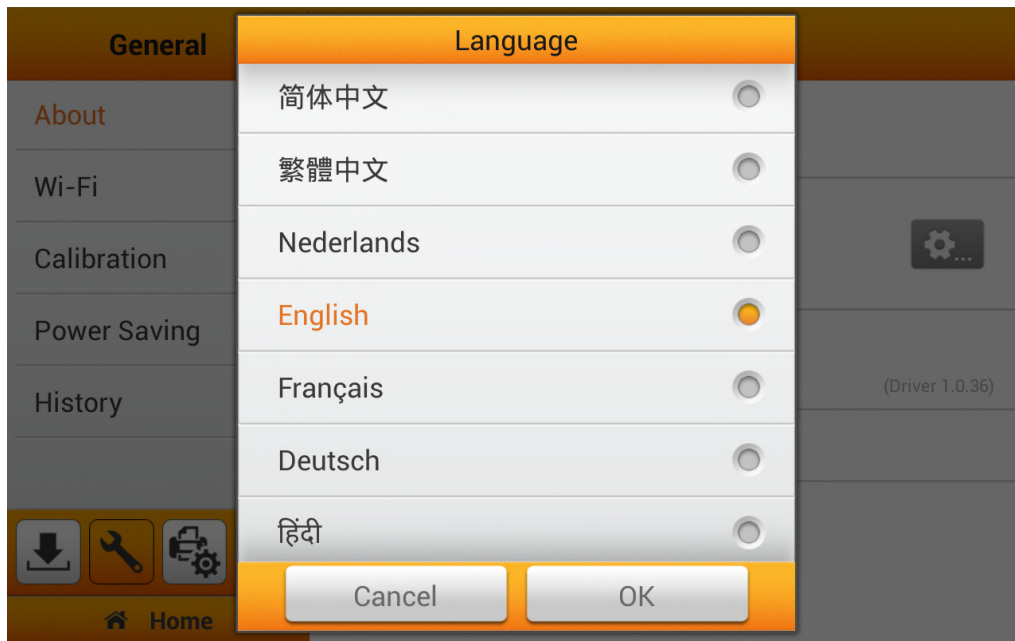 General
About
Wi-Fi
Calibration
Power Saving
History
Home
Language
简体中文
繁體中文
Nederlands
English
Français
Deutsch
हिंदी
Cancel
OK
...
(Driver 1.0.36)